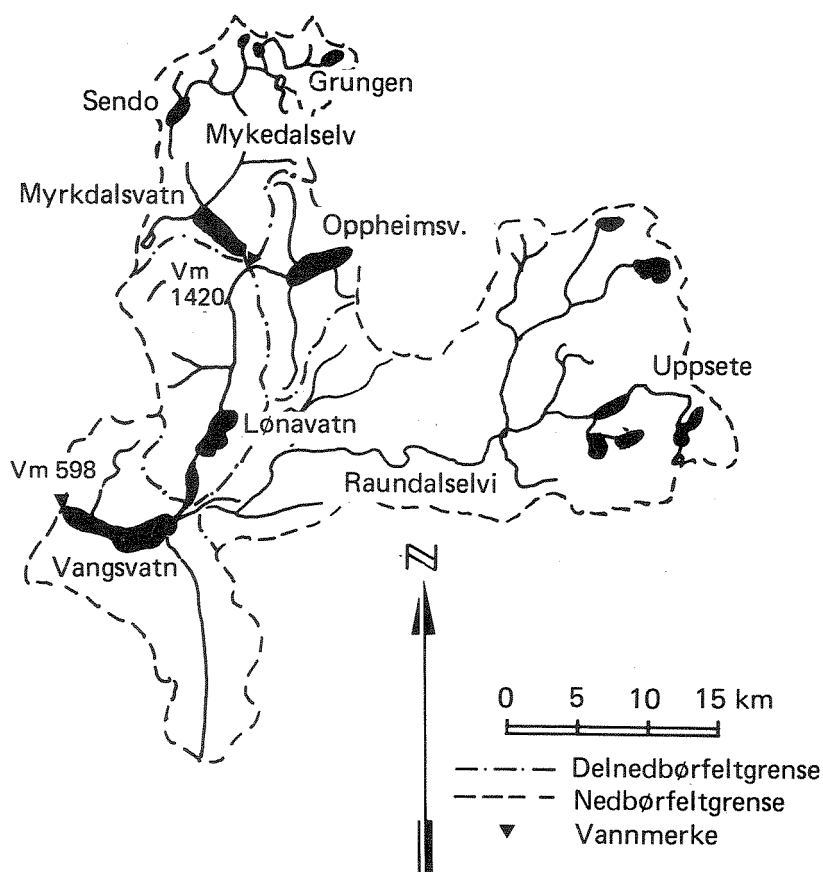 Grungen
Sendo
Mykedalselv
Myrkdalsvatn
Oppheimsv.
Vm
1420
Uppsete
Lønavatn
Vm 598
Raundalselvi
Vangsvatn
N
0 5 10 15 km
Delnedbørfeltgrense
Nedbørfeltgrense
Vannmerke